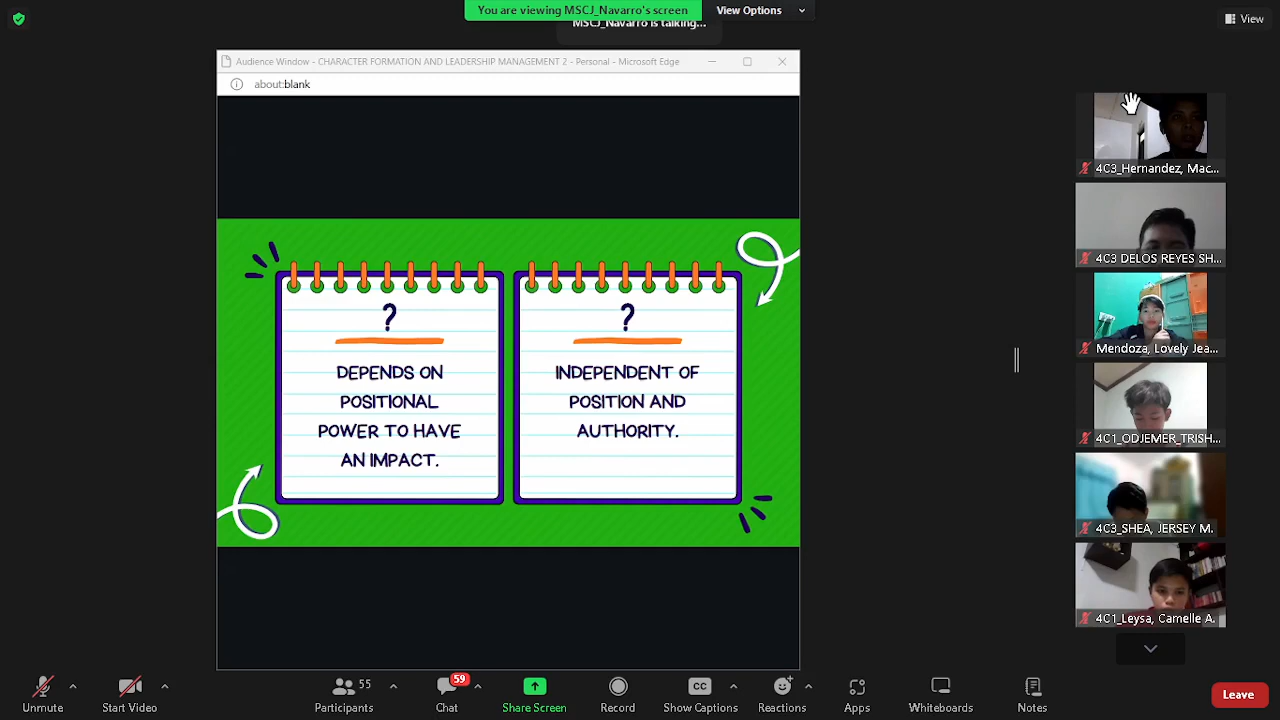 You are viewing MSCJ_Navarro's screen
View Options
MSCJ_Navarro is talking...
View
Audience Window - CHARACTER FORMATION AND LEADERSHIP MANAGEMENT 2 - Personal - Microsoft Edge
about:blank
?
DEPENDS ON
POSITIONAL
POWER TO HAVE
AN IMPACT.
?
INDEPENDENT OF
POSITION AND
AUTHORITY.
4C3_Hernandez, Mac...
4C3 DELOS REYES SH...
Mendoza, Lovely Jea...
4C1_ODJEMER_TRISH...
4C3_SHEA, JERSEY M.
4C1_Leysa, Carnelle A.
Unmute
Start Video
55
Participants
59
Chat
Share Screen
Record
CC
Show Captions
Reactions
Apps
Whiteboards
Notes
Leave